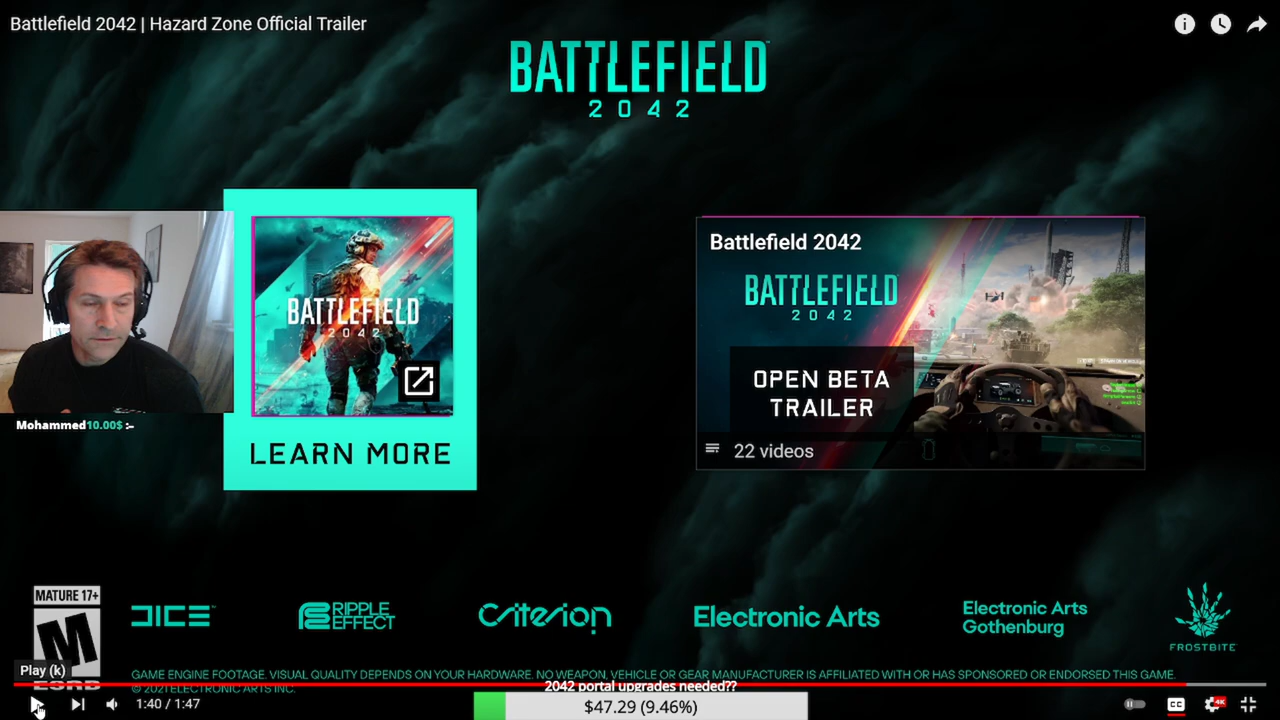 Battlefield 2042 | Hazard Zone Official Trailer
BATTLEFIELD
2042
Battlefield 2042
BATTLEFIELD
2042
BATTLEFIELD
2042
OPEN BETA
TRAILER
Mohammed10.00$ :-
LEARN MORE
22 videos
MATURE 17+
M
ESRB
DICE
RIPPLE
EFFECT
Criterion
Electronic Arts
Electronic Arts
Gothenburg
FROSTBITE
Play (k)
GAME ENGINE FOOTAGE. VISUAL QUALITY DEPENDS ON YOUR HARDWARE. NO WEAPON, VEHICLE OR GEAR MANUFACTURER IS AFFILIATED WITH OR HAS SPONSORED OR ENDORSED THIS GAME.
© 2021 ELECTRONIC ARTS INC.
2042 portal upgrades needed??
1:40 / 1:47
$47.29 (9.46%)
CC
4K